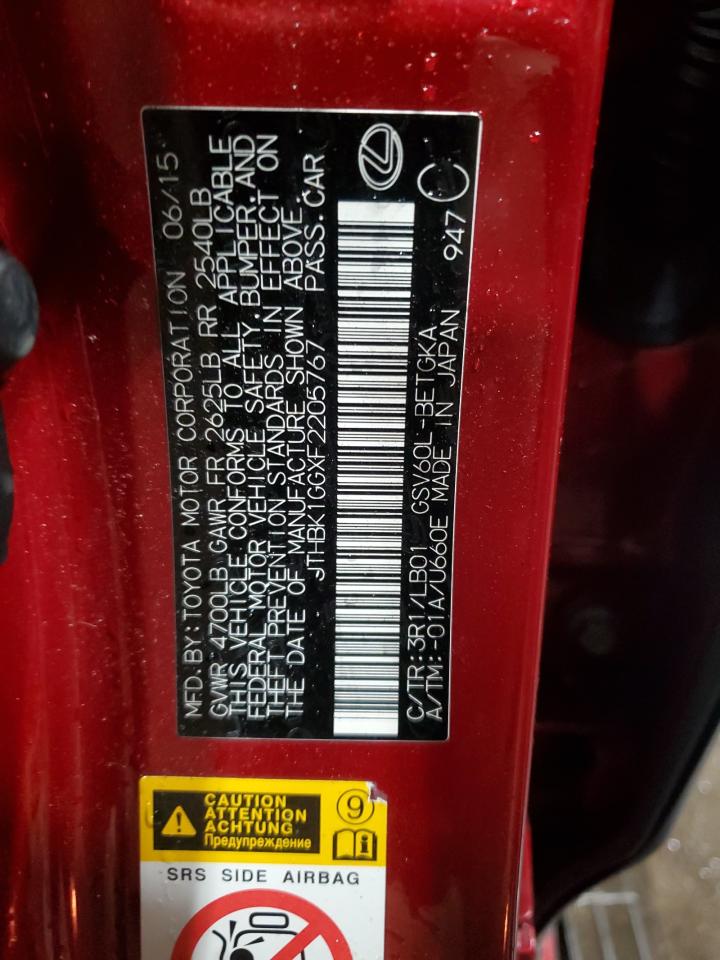 MFD.BY:TOYOTA MOTOR CORPORATION 06/15
GVWR 4700LB GAWR FR 2625LB RR 2540LB
THIS VEHICLE CONFORMS TO ALL APPLICABLE
FEDERAL MOTOR VEHICLE SAFETY,BUMPER,AND
THEFT PREVENTION STANDARDS IN EFFECT ON
THE DATE OF MANUFACTURE SHOWN ABOVE.
JTHBK1GGXF2205767 PASS.CAR
C/TR:3R1/LB01 GSV60L-BETGKA
A/TM:-01A/U660E MADE IN JAPAN 947 C
CAUTION
ATTENTION
ACHTUNG
Предупреждение
9
SRS SIDE AIRBAG